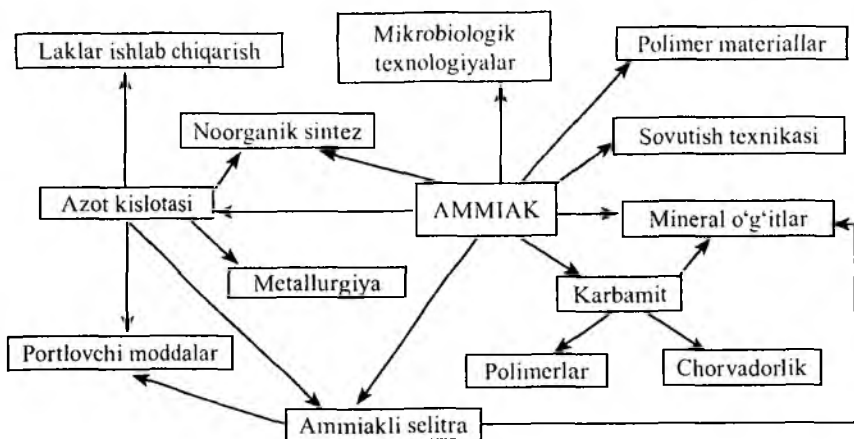 Laklar ishlab chiqarish
Mikrobiologik
texnologiyalar
Polimer materiallar
Noorganik sintez
Sovutish texnikasi
Azot kislotasi
AMMIAK
Mineral o‘g‘itlar
Metallurgiya
Karbamit
Portlovchi moddalar
Polimerlar
Chorvadorlik
Ammiakli selitra